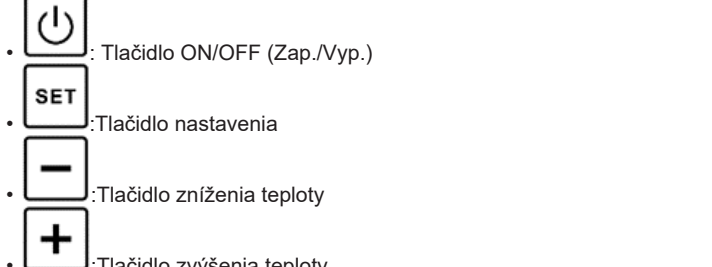 • : Tlačidlo ON/OFF (Zap./Vyp.)
• SET :Tlačidlo nastavenia
• − :Tlačidlo zníženia teploty
• + :Tlačidlo zvýšenia teploty